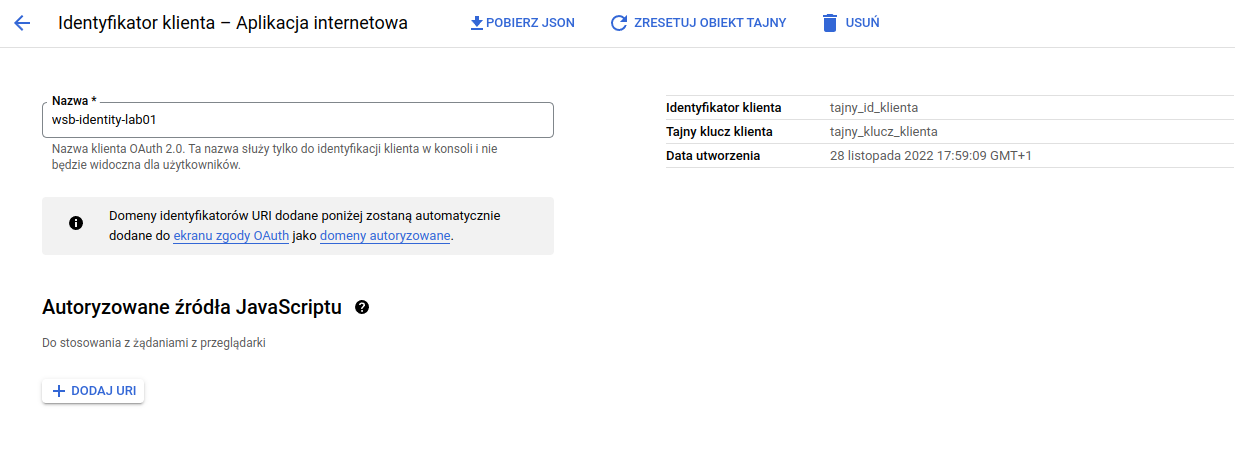 Identyfikator klienta – Aplikacja internetowa
POBIERZ JSON
ZRESETUJ OBIEKT TAJNY
USUŃ
Nazwa *
wsb-identity-lab01
Nazwa klienta OAuth 2.0. Ta nazwa służy tylko do identyfikacji klienta w konsoli i nie
będzie widoczna dla użytkowników.
Domeny identyfikatorów URI dodane poniżej zostaną automatycznie
dodane do ekranu zgody OAuth jako domeny autoryzowane.
Autoryzowane źródła JavaScriptu
Do stosowania z żądaniami z przeglądarki
DODAJ URI
Identyfikator klienta tajny_id_klienta
Tajny klucz klienta tajny_klucz_klienta
Data utworzenia 28 listopada 2022 17:59:09 GMT+1